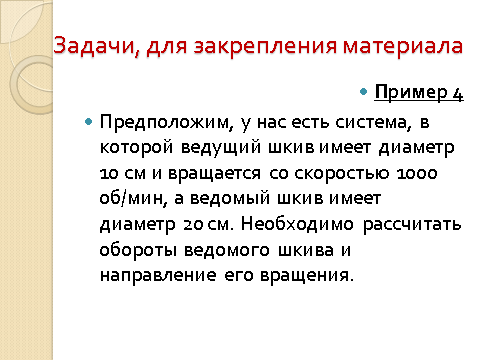 Задачи, для закрепления материала
Пример 4
Предположим, у нас есть система, в
которой ведущий шкив имеет диаметр
10 см и вращается со скоростью 1000
об/мин, а ведомый шкив имеет
диаметр 20 см. Необходимо рассчитать
обороты ведомого шкива и
направление его вращения.